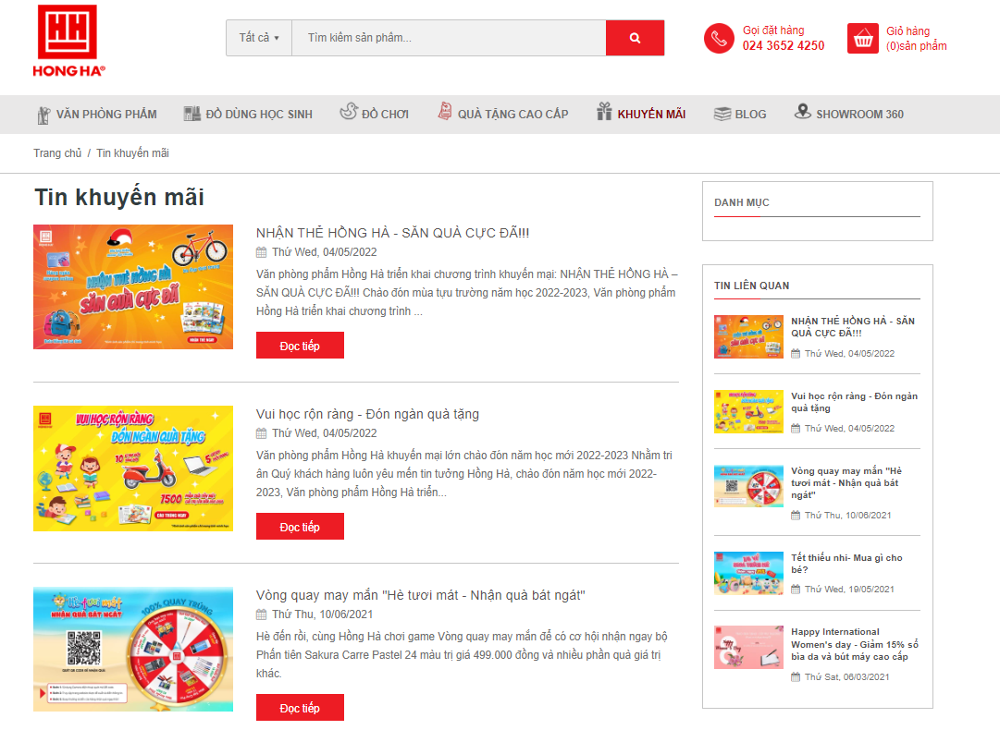 HH
HONG HA®
Tất cả
Tìm kiếm sản phẩm...
Gọi đặt hàng
024 3652 4250
Giỏ hàng
(0)sản phẩm
VĂN PHÒNG PHẨM
ĐỒ DÙNG HỌC SINH
ĐỒ CHƠI
QUÀ TẶNG CAO CẤP
KHUYẾN MÃI
BLOG
SHOWROOM 360
Trang chủ / Tin khuyến mãi
Tin khuyến mãi
NHẬN THẺ HỒNG HÀ
SĂN QUÀ CỰC ĐÃ
NHẬN THẺ HỒNG HÀ - SĂN QUÀ CỰC ĐÃ!!!
Thứ Wed, 04/05/2022
Văn phòng phẩm Hồng Hà triển khai chương trình khuyến mại: NHẬN THẺ HỒNG HÀ –
SĂN QUÀ CỰC ĐÃ!!! Chào đón mùa tựu trường năm học 2022-2023, Văn phòng phẩm
Hồng Hà triển khai chương trình ...
Đọc tiếp
VUI HỌC RỘN RÀNG
ĐÓN NGÀN QUÀ TẶNG
10
5
1500
Vui học rộn ràng - Đón ngàn quà tặng
Thứ Wed, 04/05/2022
Văn phòng phẩm Hồng Hà khuyến mại lớn chào đón năm học mới 2022-2023 Nhằm tri
ân Quý khách hàng luôn yêu mến tin tưởng Hồng Hà, chào đón năm học mới 2022-
2023, Văn phòng phẩm Hồng Hà triển...
Đọc tiếp
Hè tươi mát
NHẬN QUÀ BÁT NGÁT
100% QUAY TRÚNG
Vòng quay may mắn "Hè tươi mát - Nhận quà bát ngát"
Thứ Thu, 10/06/2021
Hè đến rồi, cùng Hồng Hà chơi game Vòng quay may mắn để có cơ hội nhận ngay bộ
Phấn tiên Sakura Carre Pastel 24 màu trị giá 499.000 đồng và nhiều phần quà giá trị
khác.
Đọc tiếp
DANH MỤC
TIN LIÊN QUAN
NHẬN THẺ HỒNG HÀ - SĂN
QUÀ CỰC ĐÃ!!!
Thứ Wed, 04/05/2022
Vui học rộn ràng - Đón ngàn
quà tặng
Thứ Wed, 04/05/2022
Vòng quay may mắn "Hè
tươi mát - Nhận quà bát
ngát"
Thứ Thu, 10/06/2021
Tết thiếu nhi- Mua gì cho
bé?
Thứ Wed, 19/05/2021
Happy International
Women's day - Giảm 15% sổ
bìa da và bút máy cao cấp
Thứ Sat, 06/03/2021